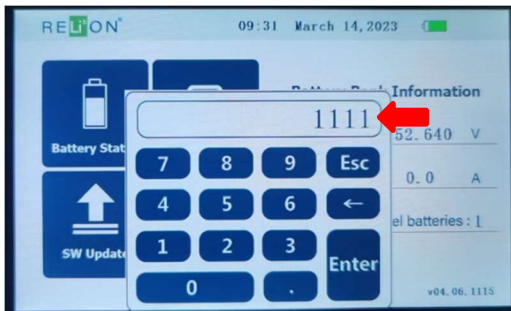 RELiON®
09:31 March 14, 2023
Information
1111
52.640 V
Battery Stat
7 8 9 Esc
0.0 A
4 5 6 ←
el batteries : 1
1 2 3
SW Update
Enter
0 .
v04.06.1115